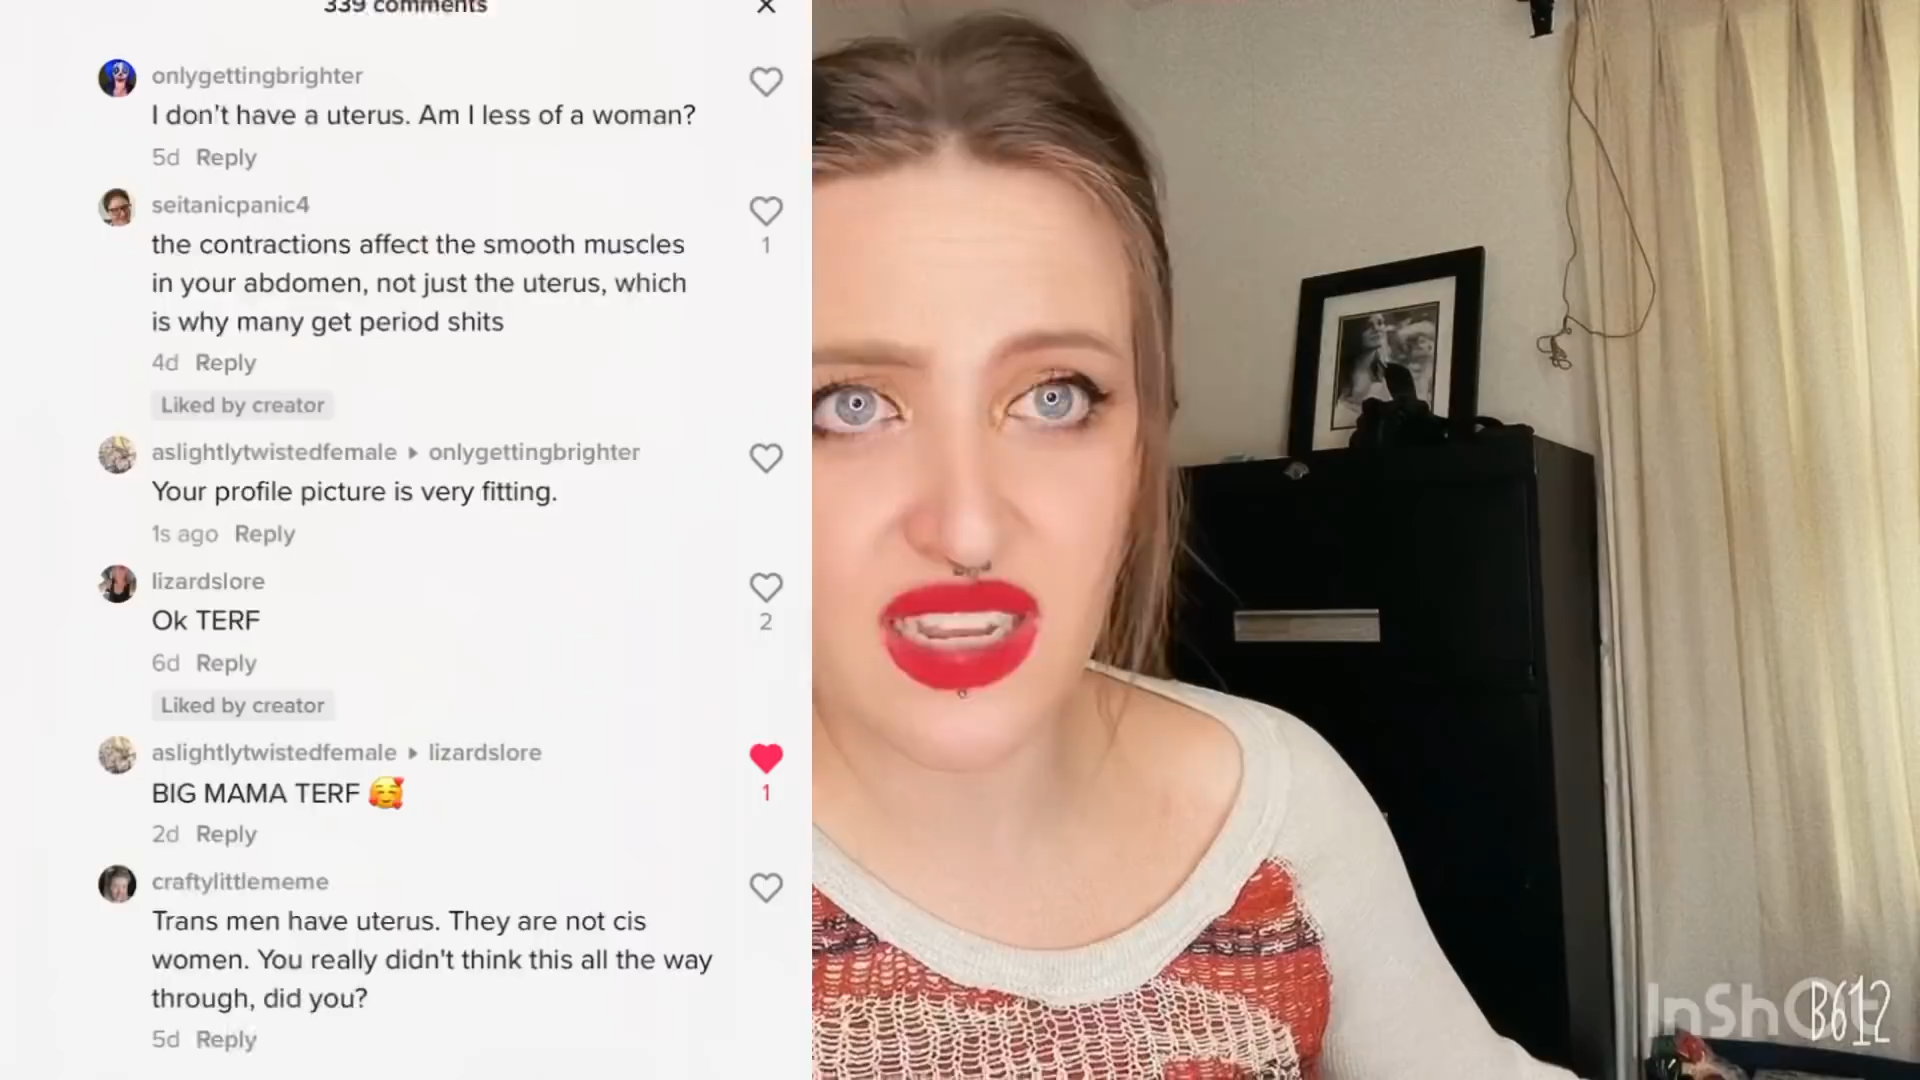 339 comments
onlygettingbrighter
I don't have a uterus. Am I less of a woman?
5d Reply
seitanicpanic4
the contractions affect the smooth muscles
in your abdomen, not just the uterus, which
is why many get period shits
1
4d Reply
Liked by creator
aslightlytwistedfemale ▸ onlygettingbrighter
Your profile picture is very fitting.
1s ago Reply
lizardslore
Ok TERF
2
6d Reply
Liked by creator
aslightlytwistedfemale ▸ lizardslore
BIG MAMA TERF 🥰
1
2d Reply
craftylittlememe
Trans men have uterus. They are not cis
women. You really didn't think this all the way
through, did you?
5d Reply
InShOt
B612